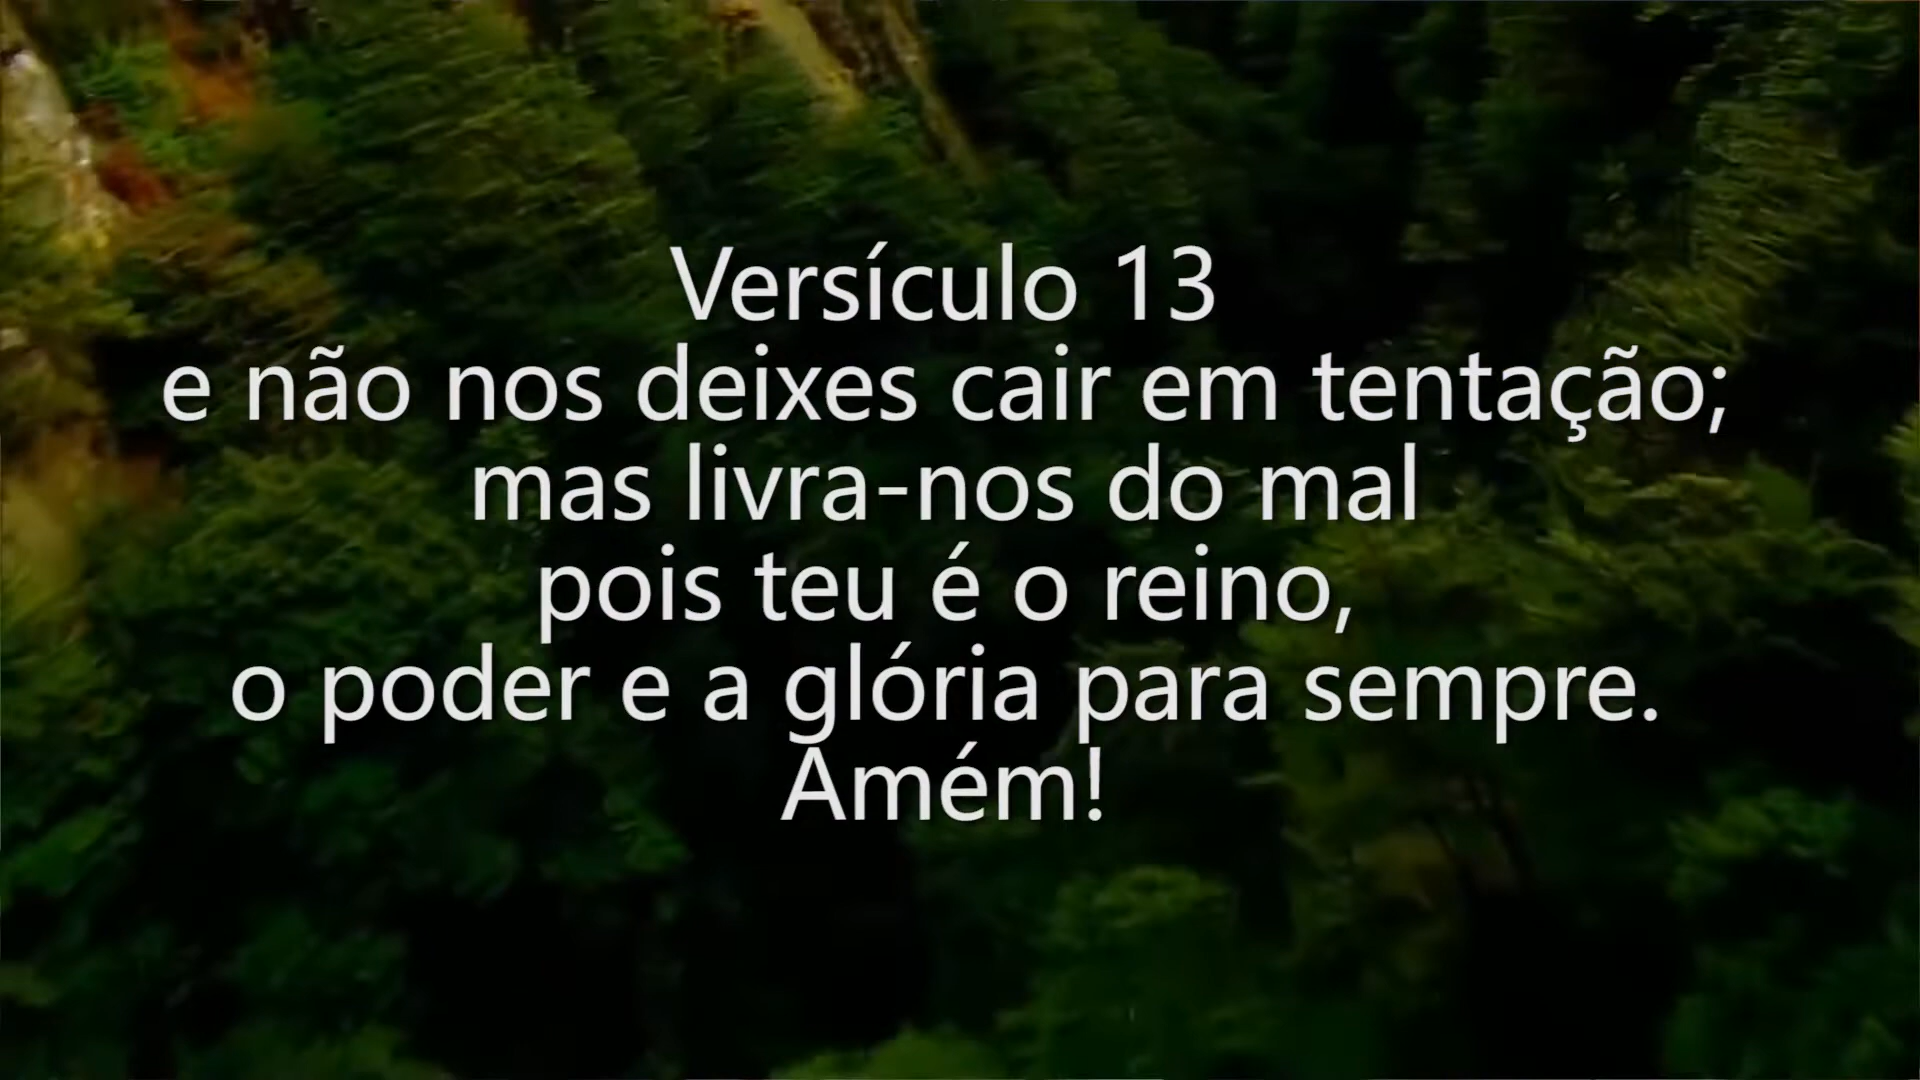 Versículo 13
e não nos deixes cair em tentação;
mas livra-nos do mal
pois teu é o reino,
o poder e a glória para sempre.
Amém!